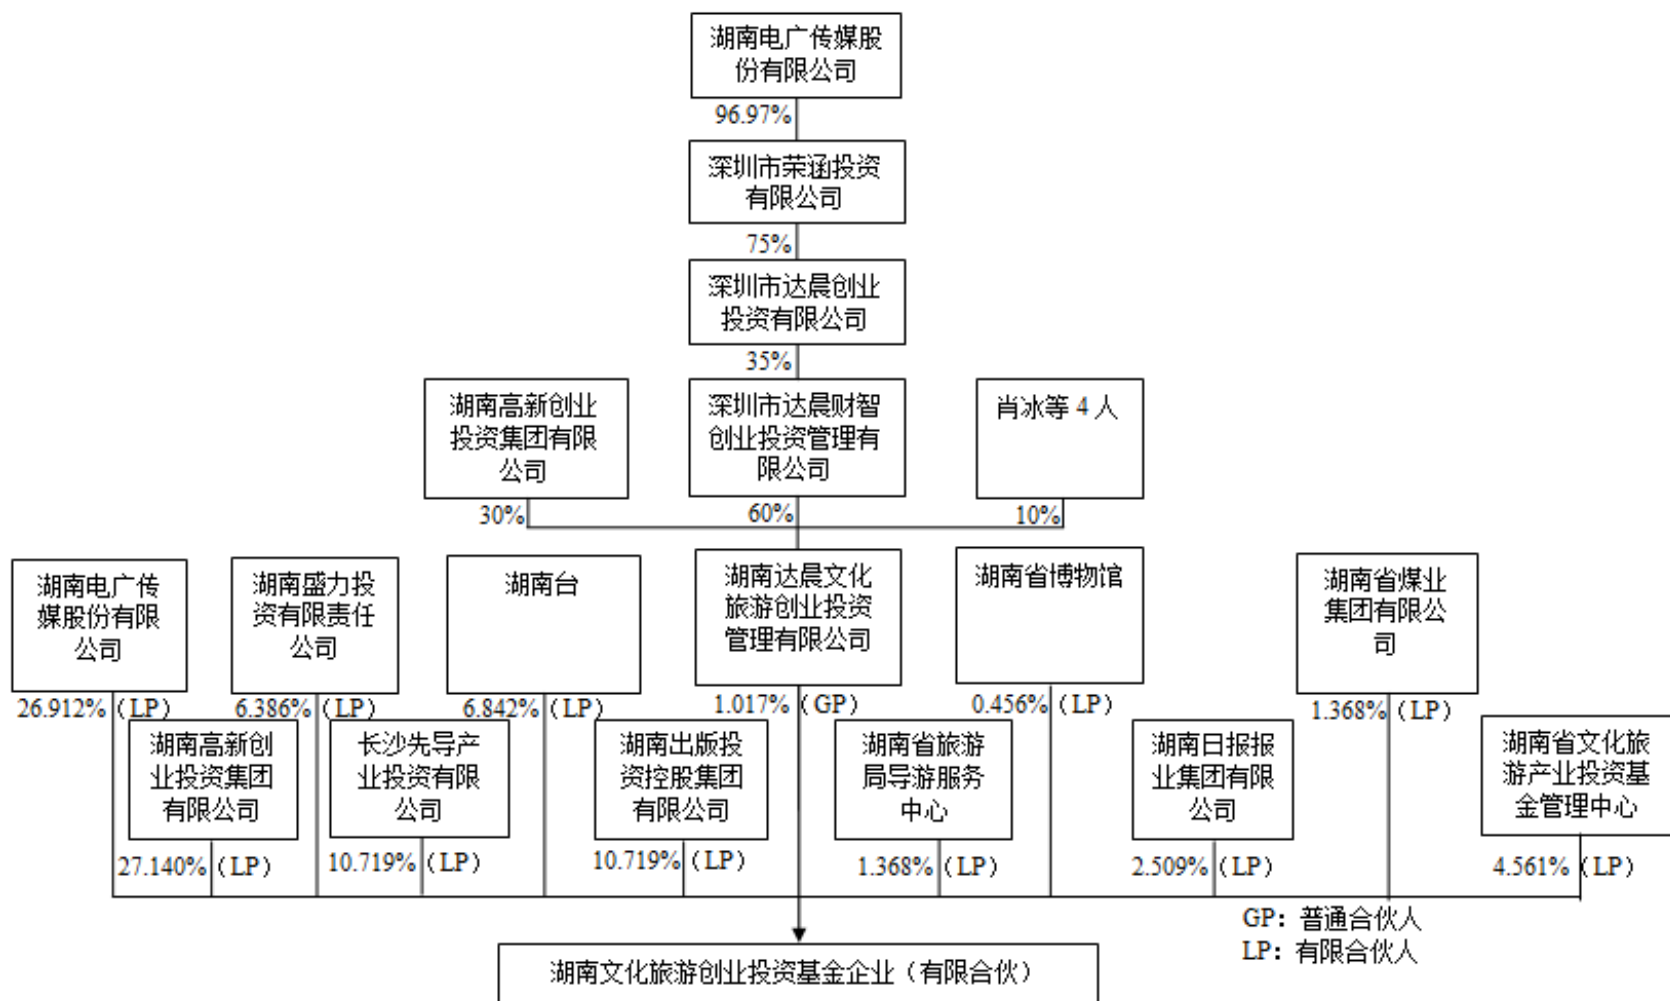 湖南电广传媒股
份有限公司
96.97%
深圳市荣涵投资
有限公司
75%
深圳市达晨创业
投资有限公司
35%
湖南高新创业
投资集团有限
公司
深圳市达晨财智
创业投资管理有
限公司
肖冰等 4 人
30%
60%
10%
湖南电广传
媒股份有限
公司
湖南盛力投
资有限责任
公司
湖南台
湖南达晨文化
旅游创业投资
管理有限公司
湖南省博物馆
湖南省煤业
集团有限公
司
26.912%（LP）
6.386%（LP）
6.842%（LP）
1.017%（GP）
0.456%（LP）
1.368%（LP）
湖南高新创
业投资集团
有限公司
长沙先导产
业投资有限
公司
湖南出版投
资控股集团
有限公司
湖南省旅游
局导游服务
中心
湖南日报报
业集团有限
公司
湖南省文化旅
游产业投资基
金管理中心
27.140%（LP）
10.719%（LP）
10.719%（LP）
1.368%（LP）
2.509%（LP）
4.561%（LP）
GP：普通合伙人
LP：有限合伙人
湖南文化旅游创业投资基金企业（有限合伙）